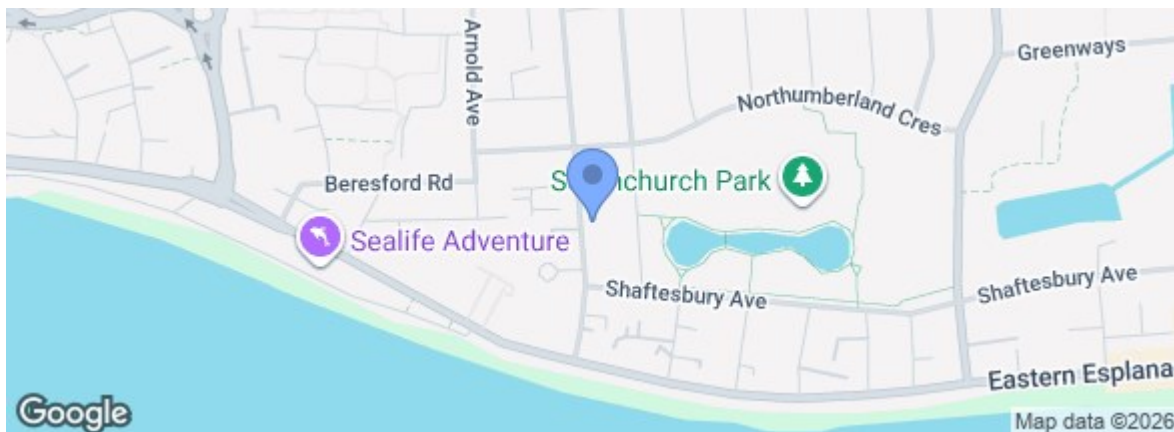 Arnold Ave
Greenways
Northumberland Cres
Beresford Rd
Park
Sealife Adventure
Shaftesbury Ave
Shaftesbury Ave
Eastern Esplana
Google
Map data ©2026